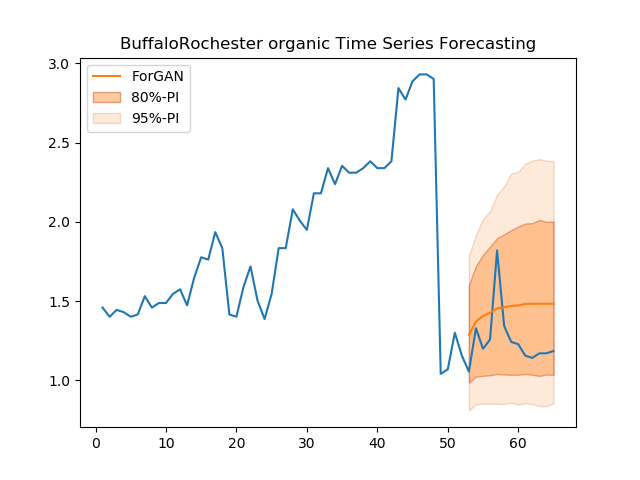 BuffaloRochester organic Time Series Forecasting
ForGAN
80%-PI
95%-PI
3.0
2.5
2.0
1.5
1.0
0 10 20 30 40 50 60